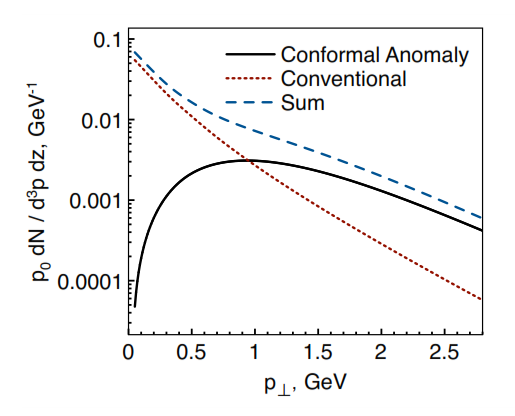 0.1
0.01
0.001
0.0001
p₀ dN / d³p dz, GeV⁻¹
Conformal Anomaly
Conventional
Sum
0 0.5 1 1.5 2 2.5
p⊥, GeV